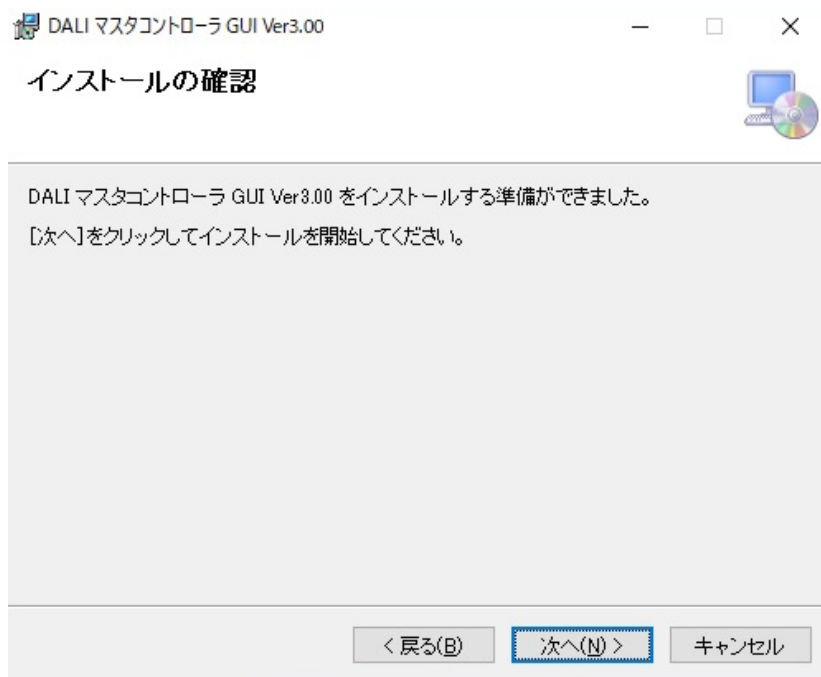 DALI マスタコントローラ GUI Ver3.00
インストールの確認
DALI マスタコントローラ GUI Ver3.00 をインストールする準備ができました。
[次へ]をクリックしてインストールを開始してください。
< 戻る(B)
次へ(N) >
キャンセル